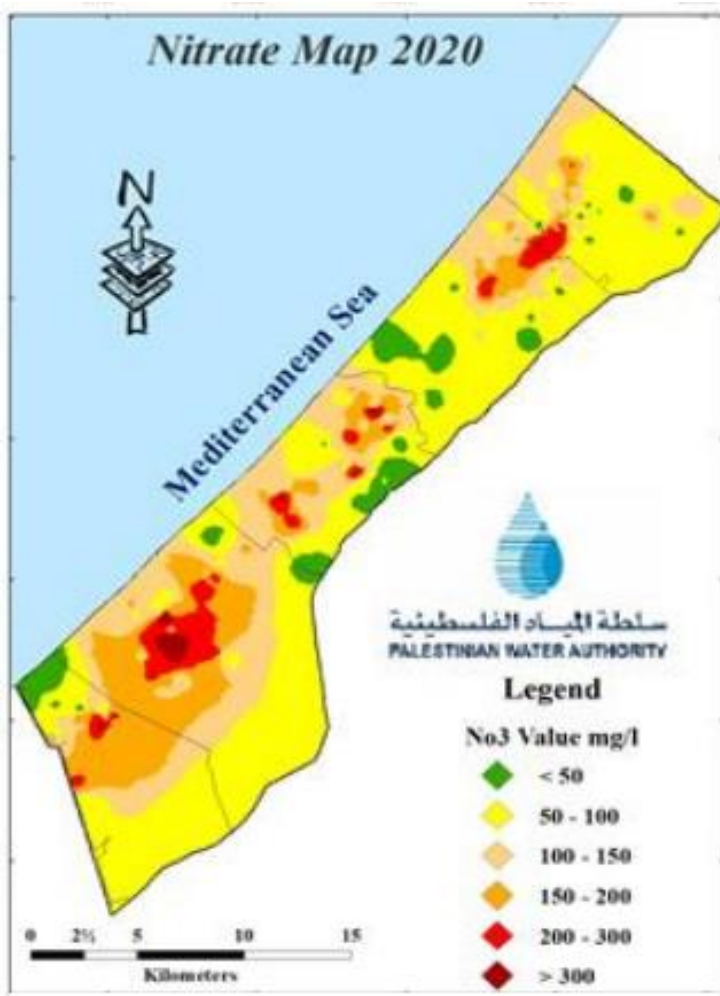 Nitrate Map 2020
N
Mediterranean Sea
سلطة المياه الفلسطينية
PALESTINIAN WATER AUTHORITY
Legend
No3 Value mg/l
< 50
50 - 100
100 - 150
150 - 200
200 - 300
> 300
0 2½ 5 10 15
Kilometers